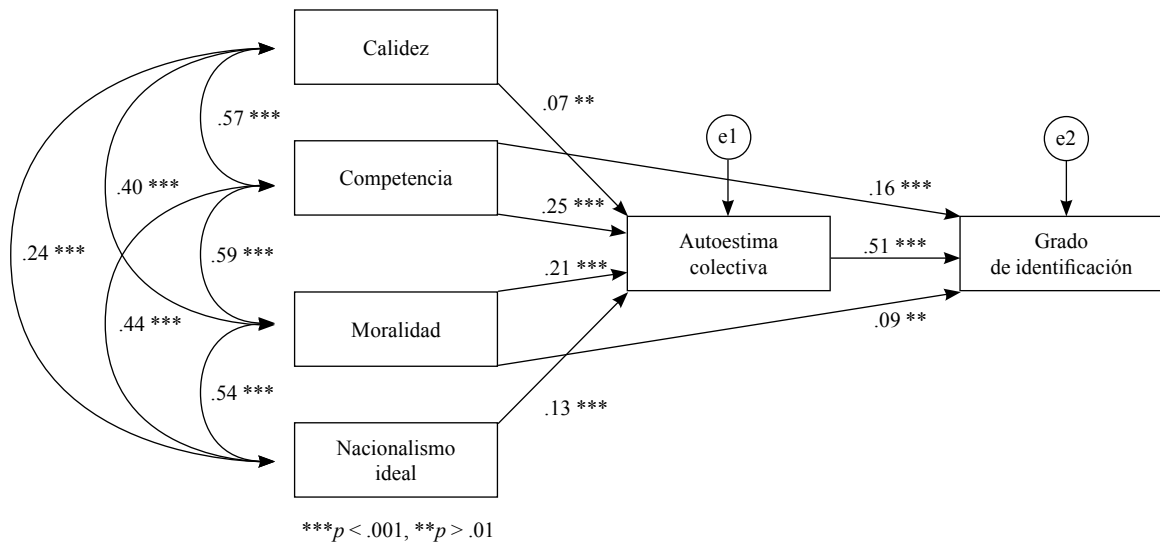 Calidez
.07 **
.57 ***
e1
e2
Competencia
.16 ***
.40 ***
.25 ***
Autoestima
colectiva
.51 ***
Grado
de identificación
.24 ***
.59 ***
.21 ***
.44 ***
Moralidad
.09 **
.54 ***
.13 ***
Nacionalismo
ideal
***p < .001, **p > .01